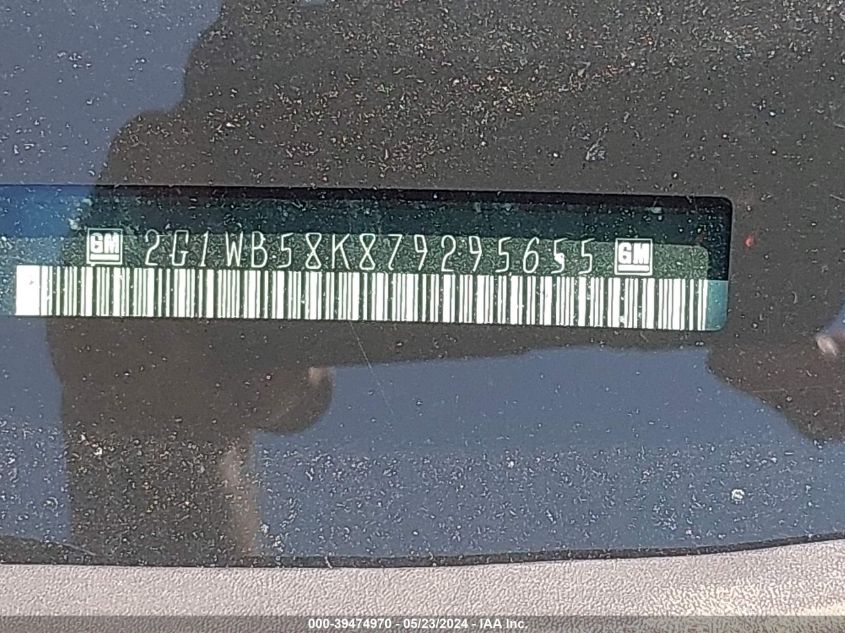 GM 2G1WB58K879295655 GM
000-39474970 / 05/23/2024 - IAA, Inc.